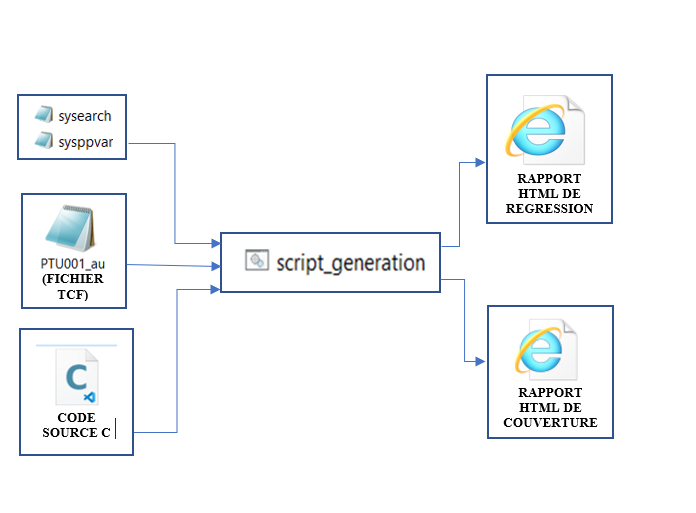 sysearch
sysppvar
PTU001_au
(FICHIER
TCF)
C
CODE
SOURCE C
script_generation
RAPPORT
HTML DE
REGRESSION
RAPPORT
HTML DE
COUVERTURE